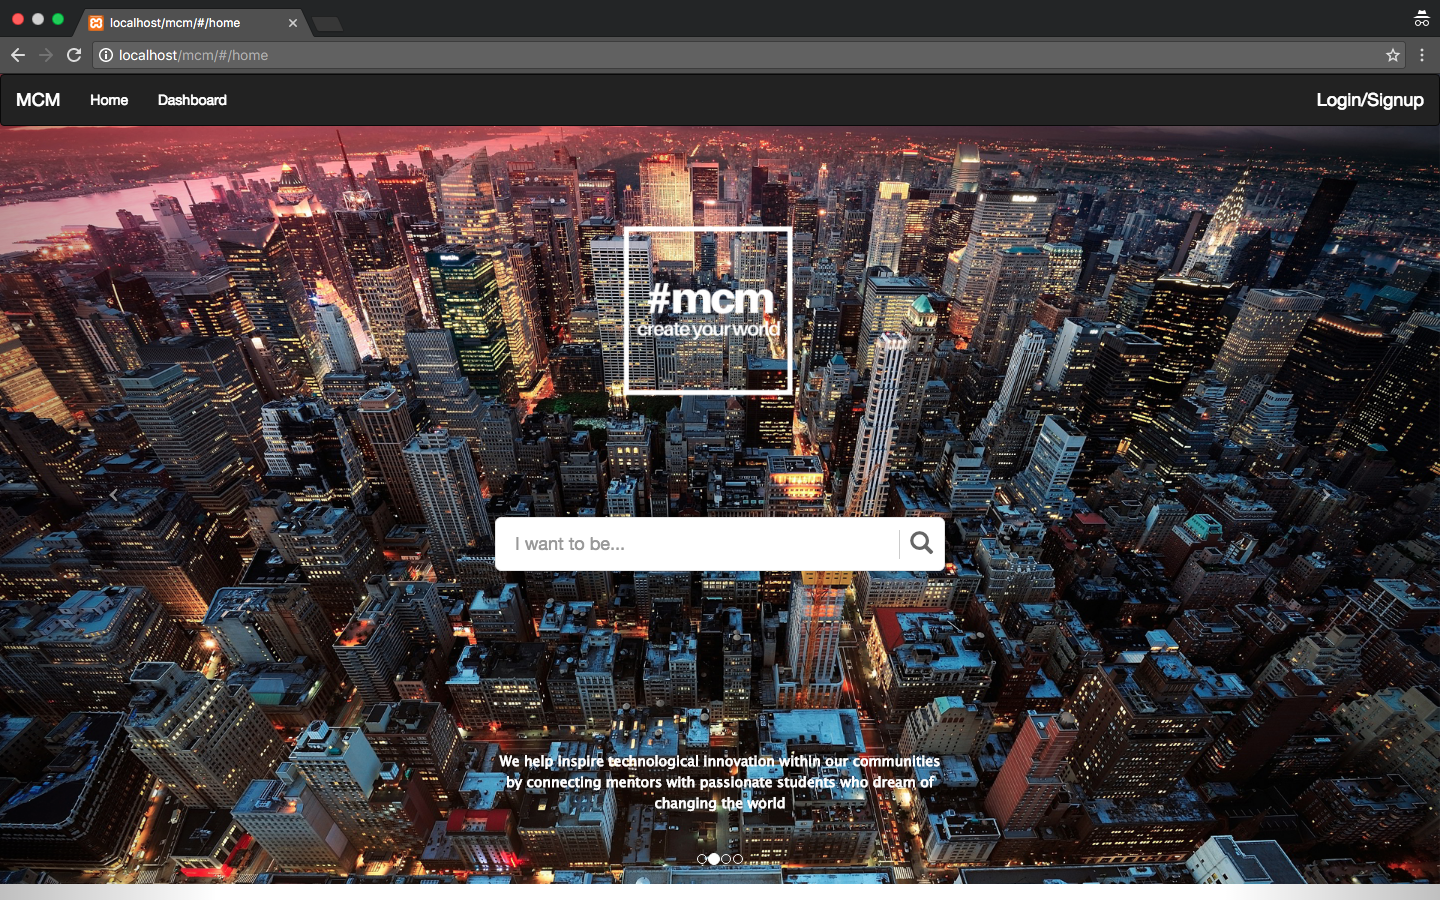 localhost/mcm/#/home
localhost/mcm/#/home
MCM Home Dashboard Login/Signup
#mcm
create your world
I want to be...
We help inspire technological innovation within our communities
by connecting mentors with passionate students who dream of
changing the world